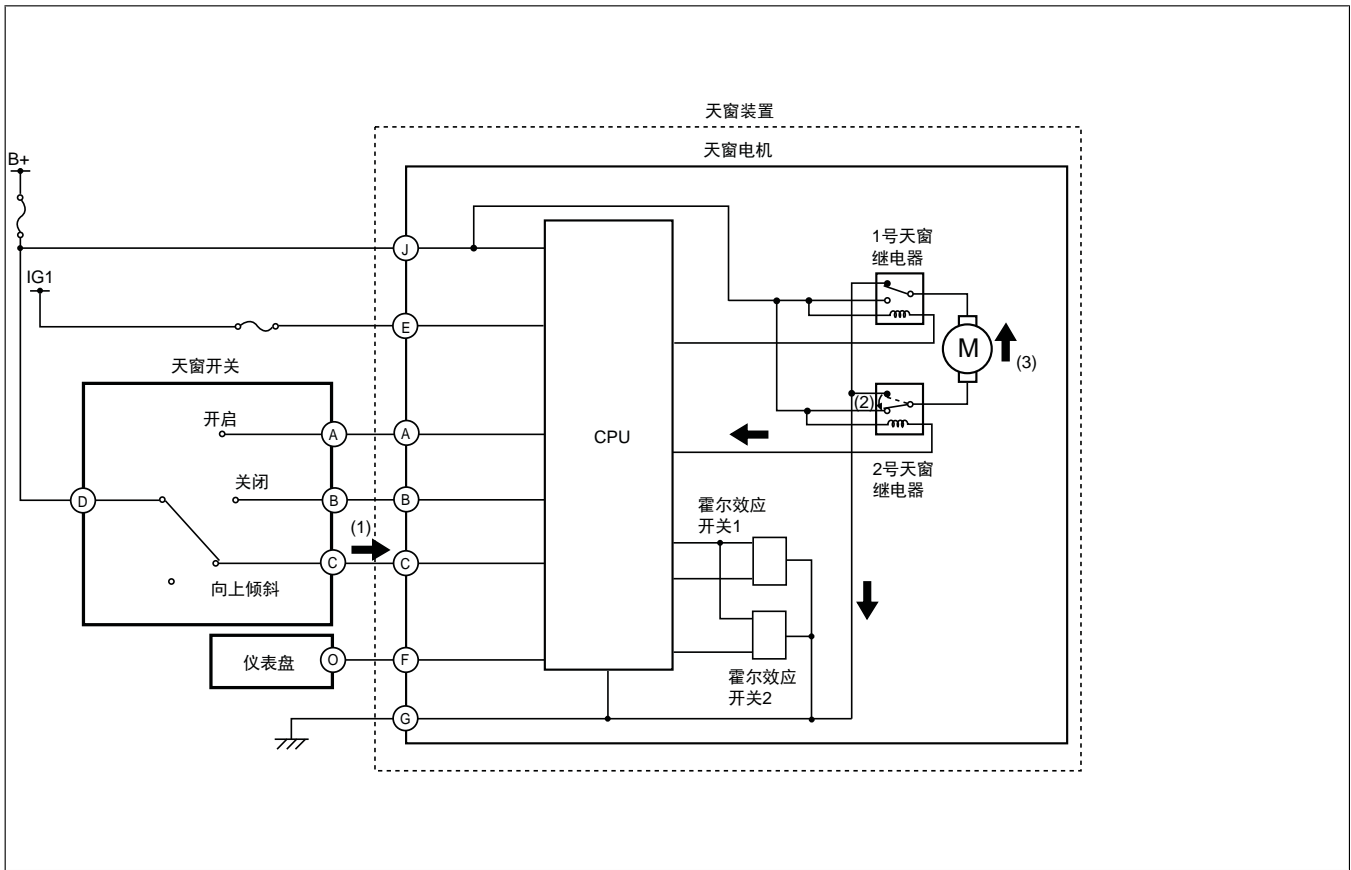 天窗装置
天窗电机
B+
J
1号天窗
继电器
IG1
E
M
(3)
天窗开关
开启
A
A
(2)
CPU
2号天窗
继电器
关闭
D
B
B
霍尔效应
开关1
(1)
C
C
向上倾斜
仪表盘
O
F
霍尔效应
开关2
G